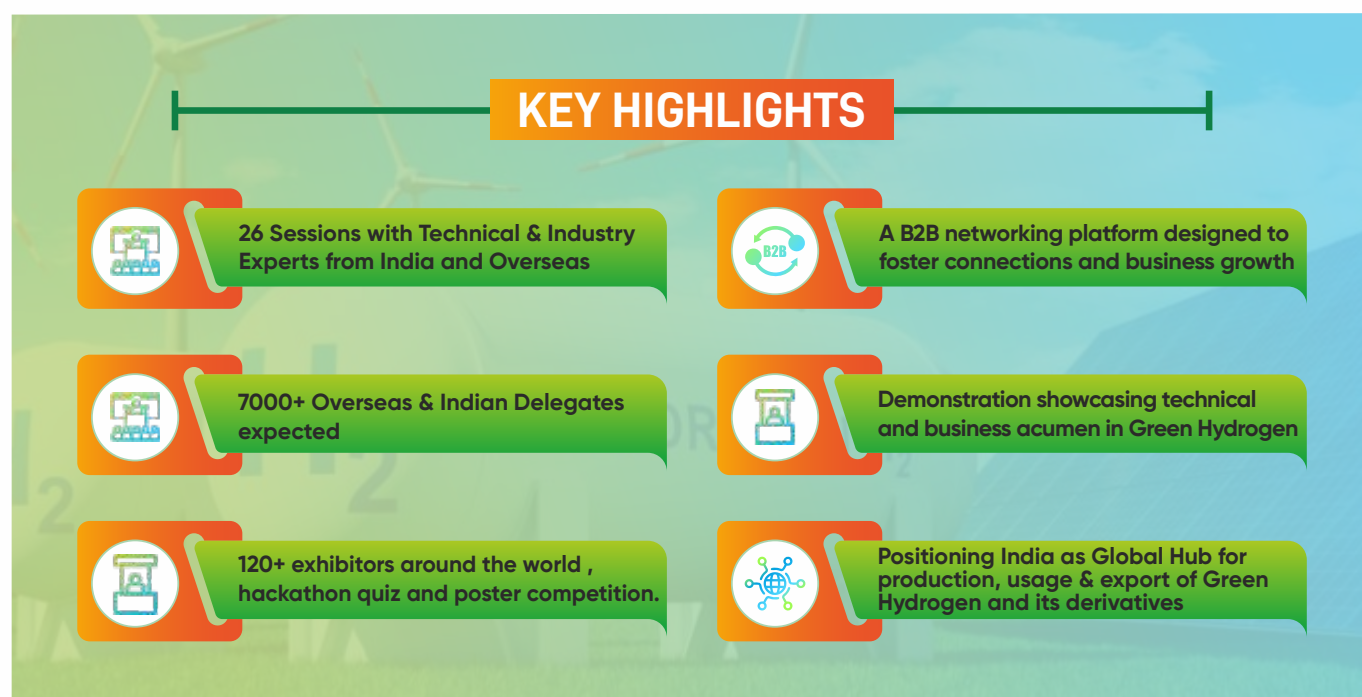 KEY HIGHLIGHTS
26 Sessions with Technical & Industry
Experts from India and Overseas
7000+ Overseas & Indian Delegates
expected
120+ exhibitors around the world ,
hackathon quiz and poster competition.
B2B
A B2B networking platform designed to
foster connections and business growth
Demonstration showcasing technical
and business acumen in Green Hydrogen
Positioning India as Global Hub for
production, usage & export of Green
Hydrogen and its derivatives
H2
H2